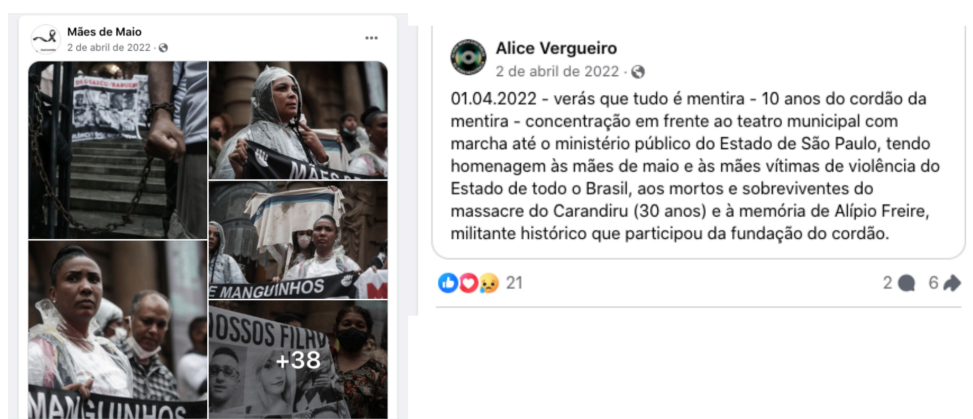 Mães de Maio
2 de abril de 2022
MÃES
E MANGUINHOS
NOSSOS FILHO
+38
MANGUINHOS
Alice Vergueiro
2 de abril de 2022
01.04.2022 - verás que tudo é mentira - 10 anos do cordão da
mentira - concentração em frente ao teatro municipal com
marcha até o ministério público do Estado de São Paulo, tendo
homenagem às mães de maio e às mães vítimas de violência do
Estado de todo o Brasil, aos mortos e sobreviventes do
massacre do Carandiru (30 anos) e à memória de Alípio Freire,
militante histórico que participou da fundação do cordão.
21
2 6